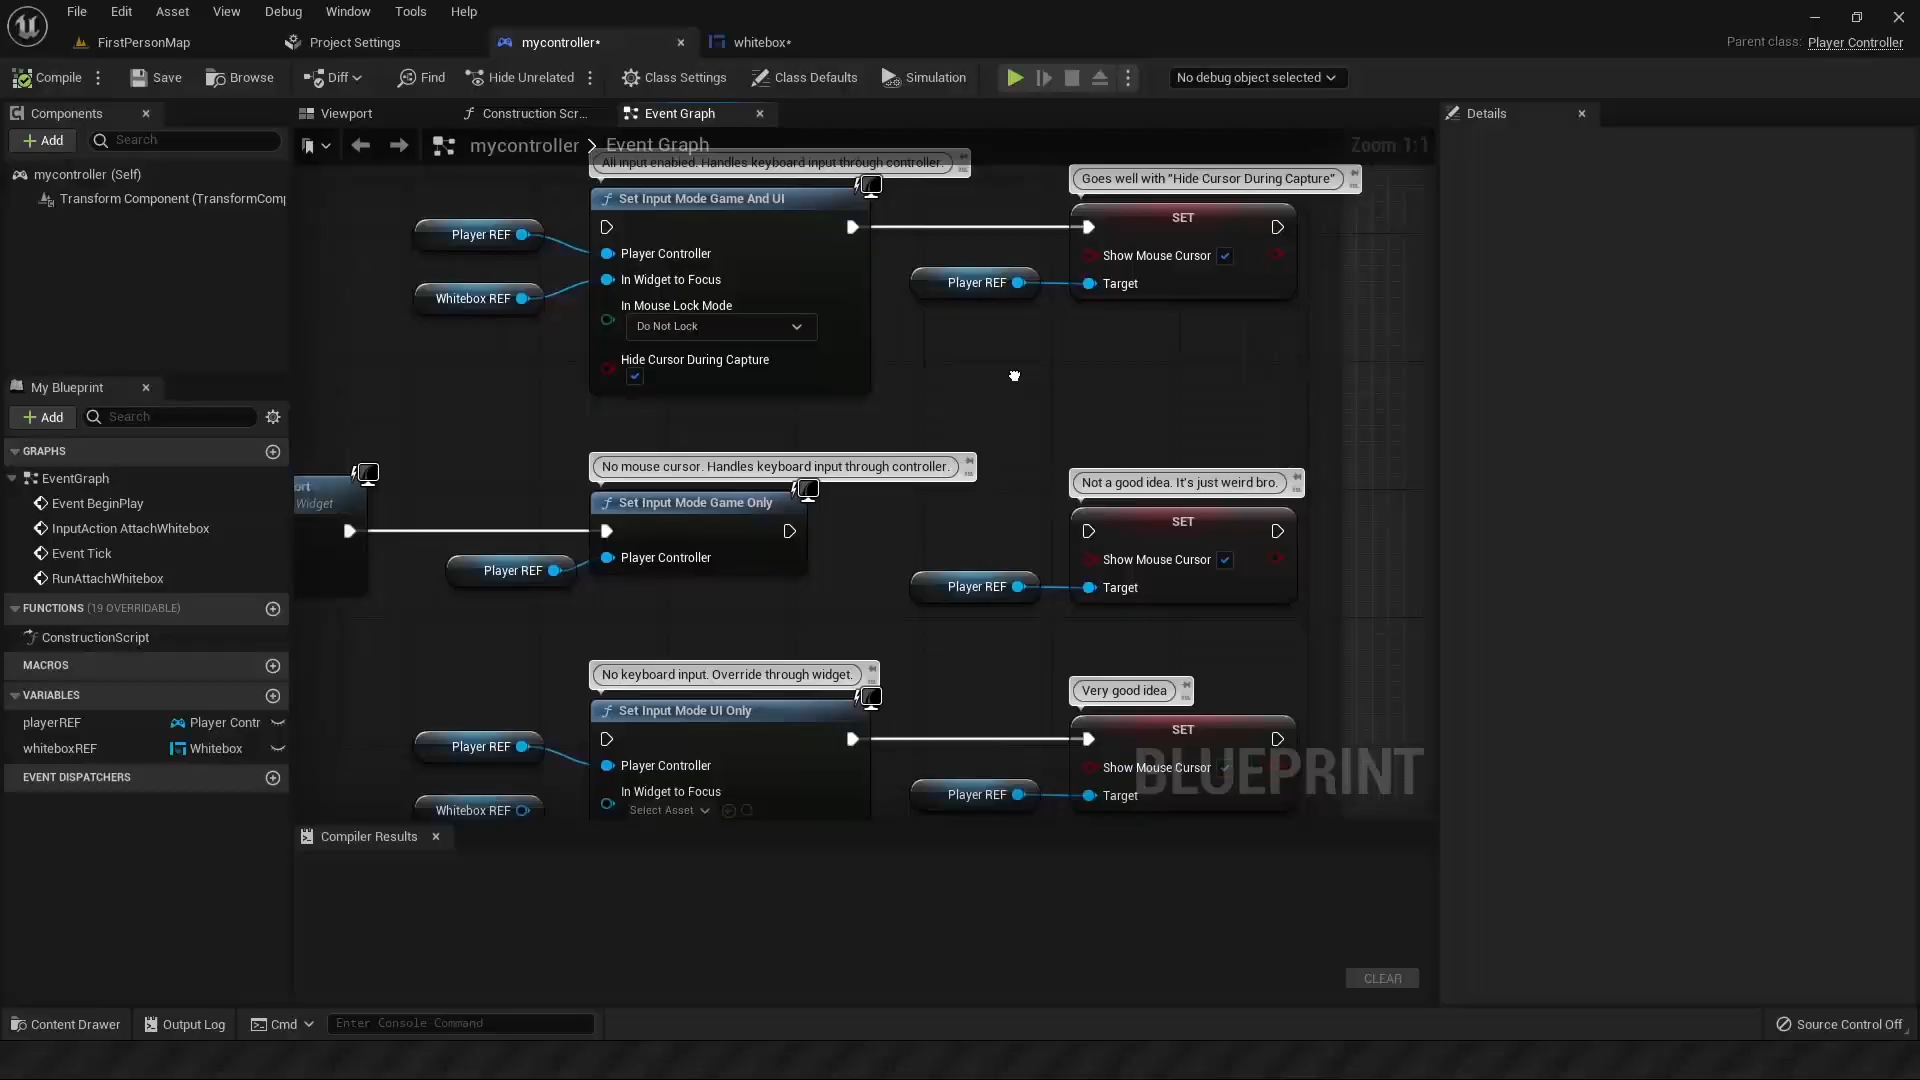 File Edit Asset View Debug Window Tools Help
FirstPersonMap Project Settings mycontroller* whitebox*
Parent class: Player Controller
Compile Save Browse Diff Find Hide Unrelated Class Settings Class Defaults Simulation No debug object selected
Components
Viewport Construction Scr... Event Graph
Details
Add Search
mycontroller > Event Graph
Zoom 1:1
mycontroller (Self)
Transform Component (TransformComp
All input enabled. Handles keyboard input through controller.
Goes well with "Hide Cursor During Capture"
Set Input Mode Game And UI
SET
Player REF
Player Controller
Show Mouse Cursor
Whitebox REF
In Widget to Focus
Player REF
Target
In Mouse Lock Mode
Do Not Lock
Hide Cursor During Capture
My Blueprint
Add Search
GRAPHS
EventGraph
Event BeginPlay
InputAction AttachWhitebox
Event Tick
RunAttachWhitebox
FUNCTIONS (19 OVERRIDABLE)
ConstructionScript
MACROS
VARIABLES
playerREF Player Contr
whiteboxREF Whitebox
EVENT DISPATCHERS
ort
Widget
No mouse cursor. Handles keyboard input through controller.
Not a good idea. It's just weird bro.
Set Input Mode Game Only
SET
Player REF
Player Controller
Show Mouse Cursor
Player REF
Target
No keyboard input. Override through widget.
Very good idea
Set Input Mode UI Only
SET
Player REF
Player Controller
Show Mouse Cursor
In Widget to Focus
Player REF
Target
Whitebox REF
Select Asset
BLUEPRINT
Compiler Results
CLEAR
Content Drawer Output Log Cmd Enter Console Command Source Control Off